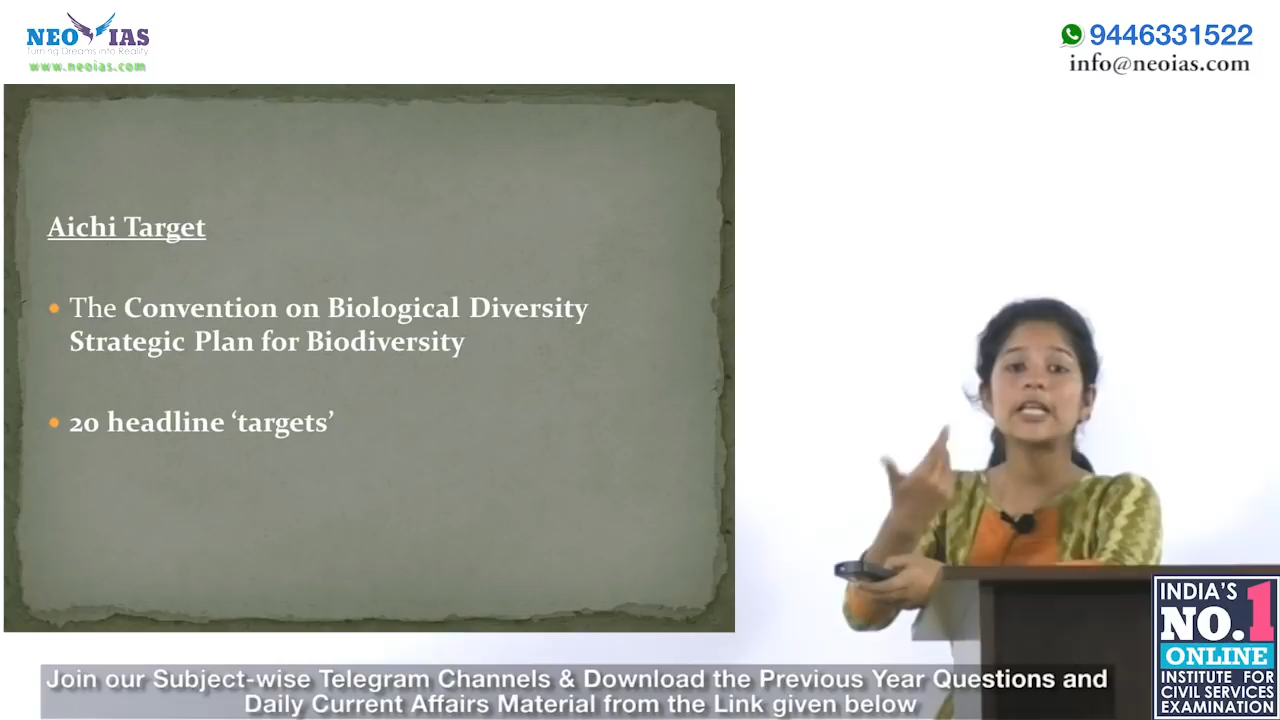 NEO IAS
Turning Dreams into Reality
www.neoias.com
9446331522
info@neoias.com
Aichi Target
The Convention on Biological Diversity
Strategic Plan for Biodiversity
20 headline ‘targets’
INDIA'S
NO.1
ONLINE
INSTITUTE FOR
CIVIL SERVICES
EXAMINATION
Join our Subject-wise Telegram Channels & Download the Previous Year Questions and
Daily Current Affairs Material from the Link given below